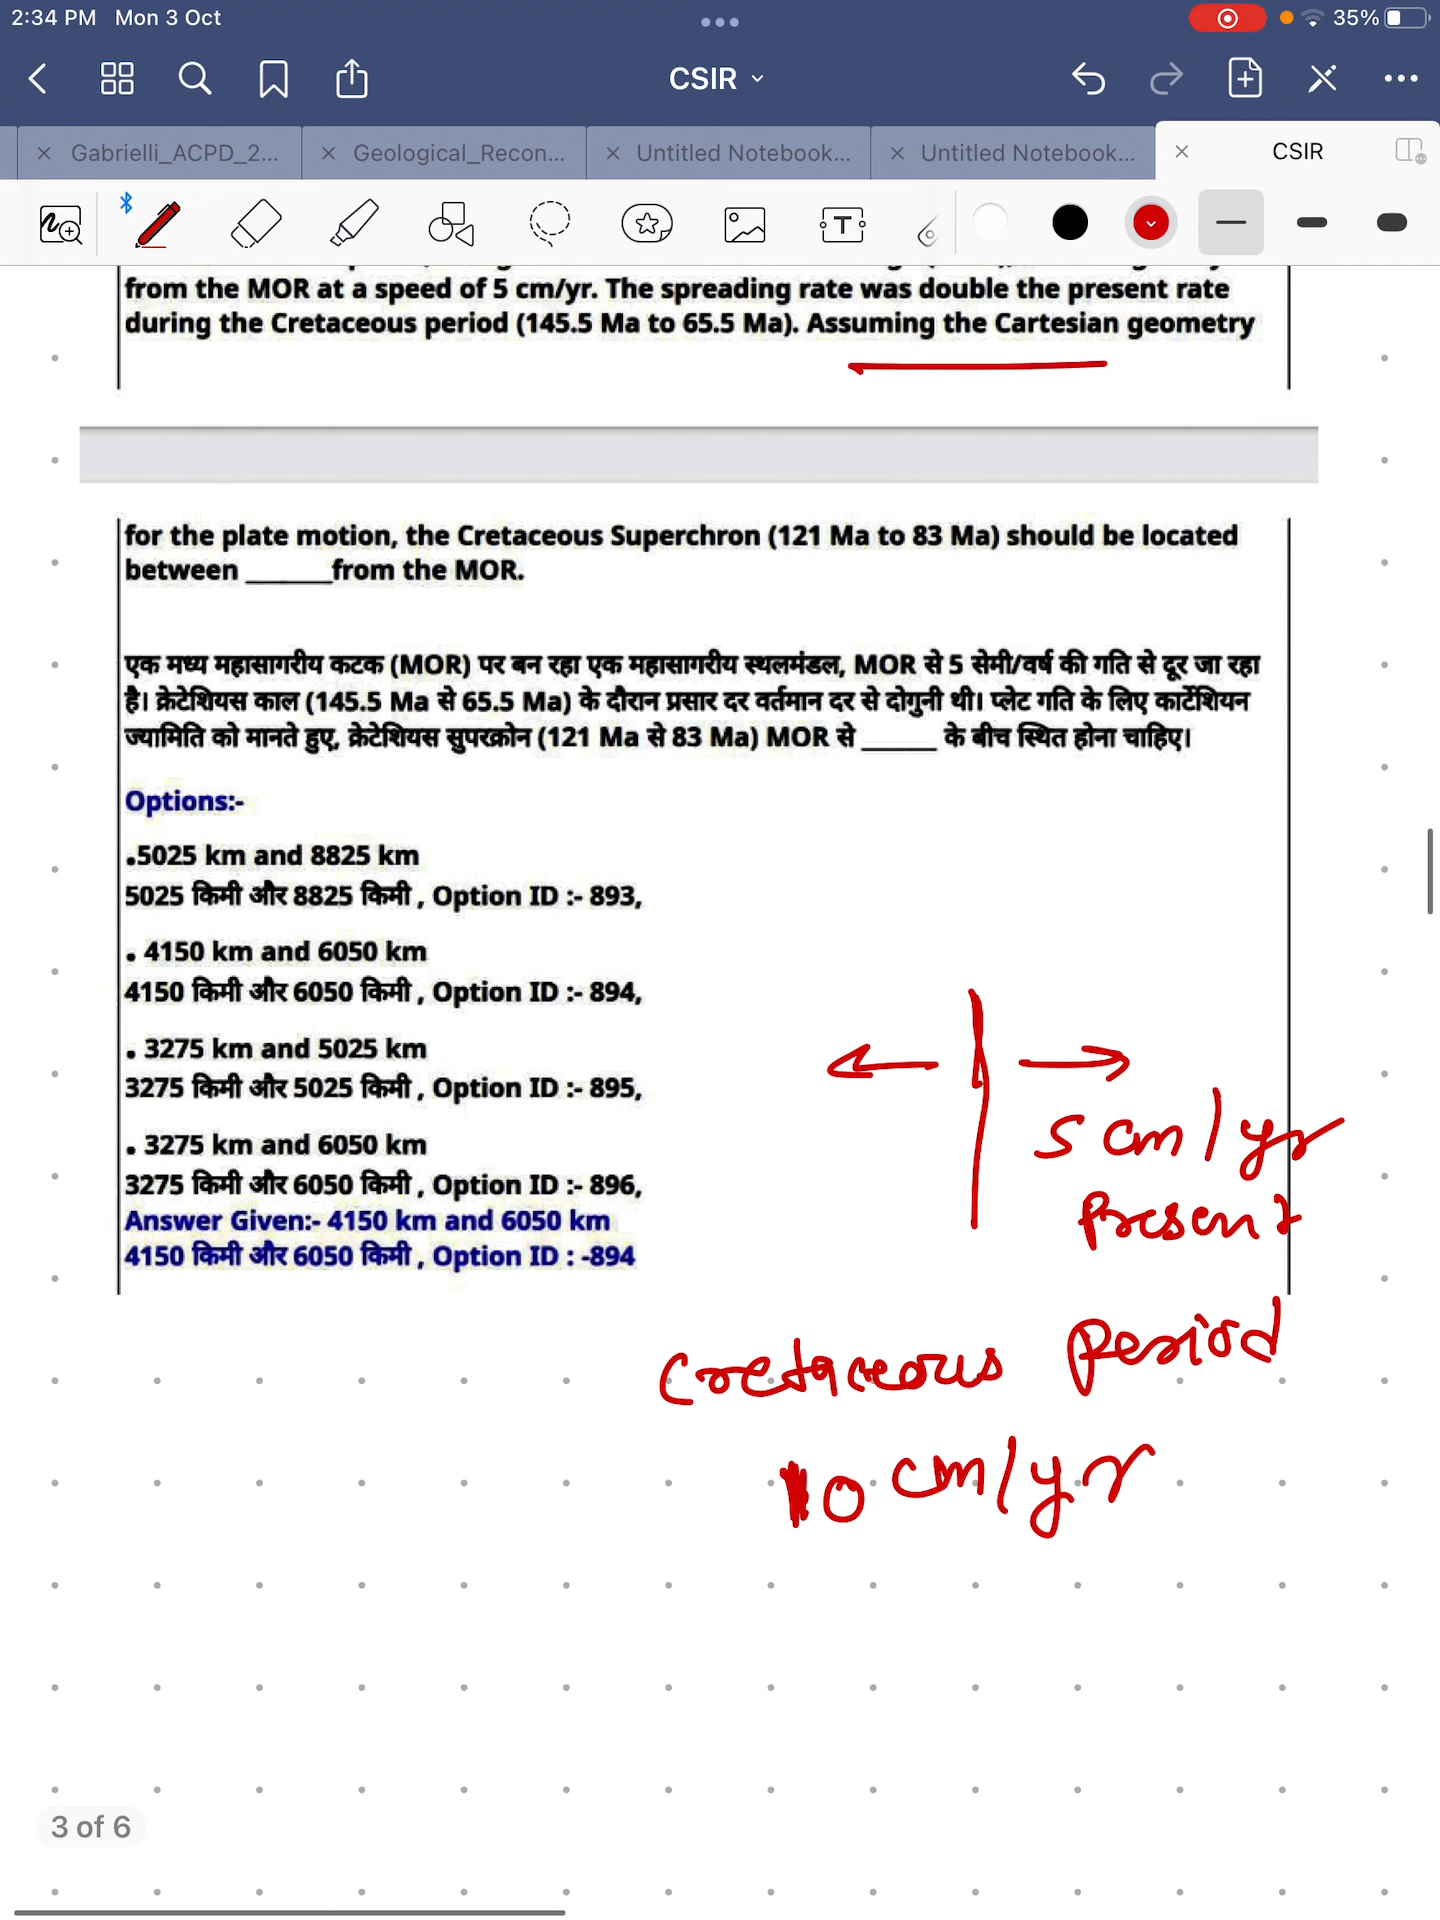 2:34 PM Mon 3 Oct
35%
CSIR
Gabrielli_ACPD_2...
Geological_Recon...
Untitled Notebook...
Untitled Notebook...
CSIR
from the MOR at a speed of 5 cm/yr. The spreading rate was double the present rate
during the Cretaceous period (145.5 Ma to 65.5 Ma). Assuming the Cartesian geometry
for the plate motion, the Cretaceous Superchron (121 Ma to 83 Ma) should be located
between ______from the MOR.
एक मध्य महासागरीय कटक (MOR) पर बन रहा एक महासागरीय स्थलमंडल, MOR से 5 सेमी/वर्ष की गति से दूर जा रहा
है। क्रेटेशियस काल (145.5 Ma से 65.5 Ma) के दौरान प्रसार दर वर्तमान दर से दोगुनी थी। प्लेट गति के लिए कार्टेशियन
ज्यामिति को मानते हुए, क्रेटेशियस सुपरक्रोन (121 Ma से 83 Ma) MOR से ______ के बीच स्थित होना चाहिए।
Options:-
.5025 km and 8825 km
5025 किमी और 8825 किमी , Option ID :- 893,
. 4150 km and 6050 km
4150 किमी और 6050 किमी , Option ID :- 894,
. 3275 km and 5025 km
3275 किमी और 5025 किमी , Option ID :- 895,
. 3275 km and 6050 km
3275 किमी और 6050 किमी , Option ID :- 896,
Answer Given:- 4150 km and 6050 km
4150 किमी और 6050 किमी , Option ID : -894
5 cm/yr
Present
Cretaceous Period
10 cm/yr
3 of 6